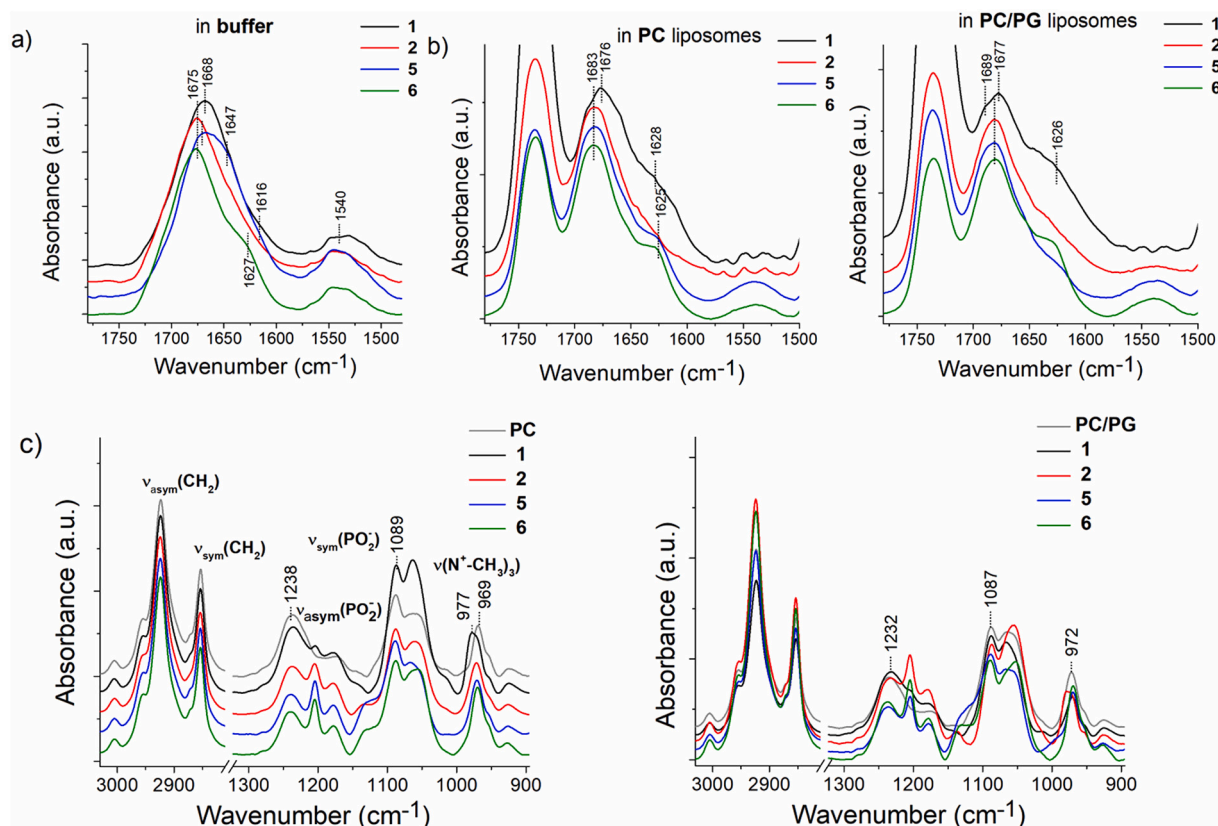 a)
in buffer
1
2
5
6
1675
1668
1647
1616
1627
1540
Absorbance (a.u.)
1750 1700 1650 1600 1550 1500
Wavenumber (cm-1)
b)
in PC liposomes
1
2
5
6
1683
1676
1628
1625
Absorbance (a.u.)
1750 1700 1650 1600 1550 1500
Wavenumber (cm-1)
in PC/PG liposomes
1
2
5
6
1689
1677
1626
Absorbance (a.u.)
1750 1700 1650 1600 1550 1500
Wavenumber (cm-1)
c)
PC
1
2
5
6
νasym(CH2)
νsym(CH2)
1238
νsym(PO2-)
νasym(PO2-)
1089
ν(N+-CH3)3)
977
969
Absorbance (a.u.)
3000 2900 1300 1200 1100 1000 900
Wavenumber (cm-1)
PC/PG
1
2
5
6
1232
1087
972
Absorbance (a.u.)
3000 2900 1300 1200 1100 1000 900
Wavenumber (cm-1)